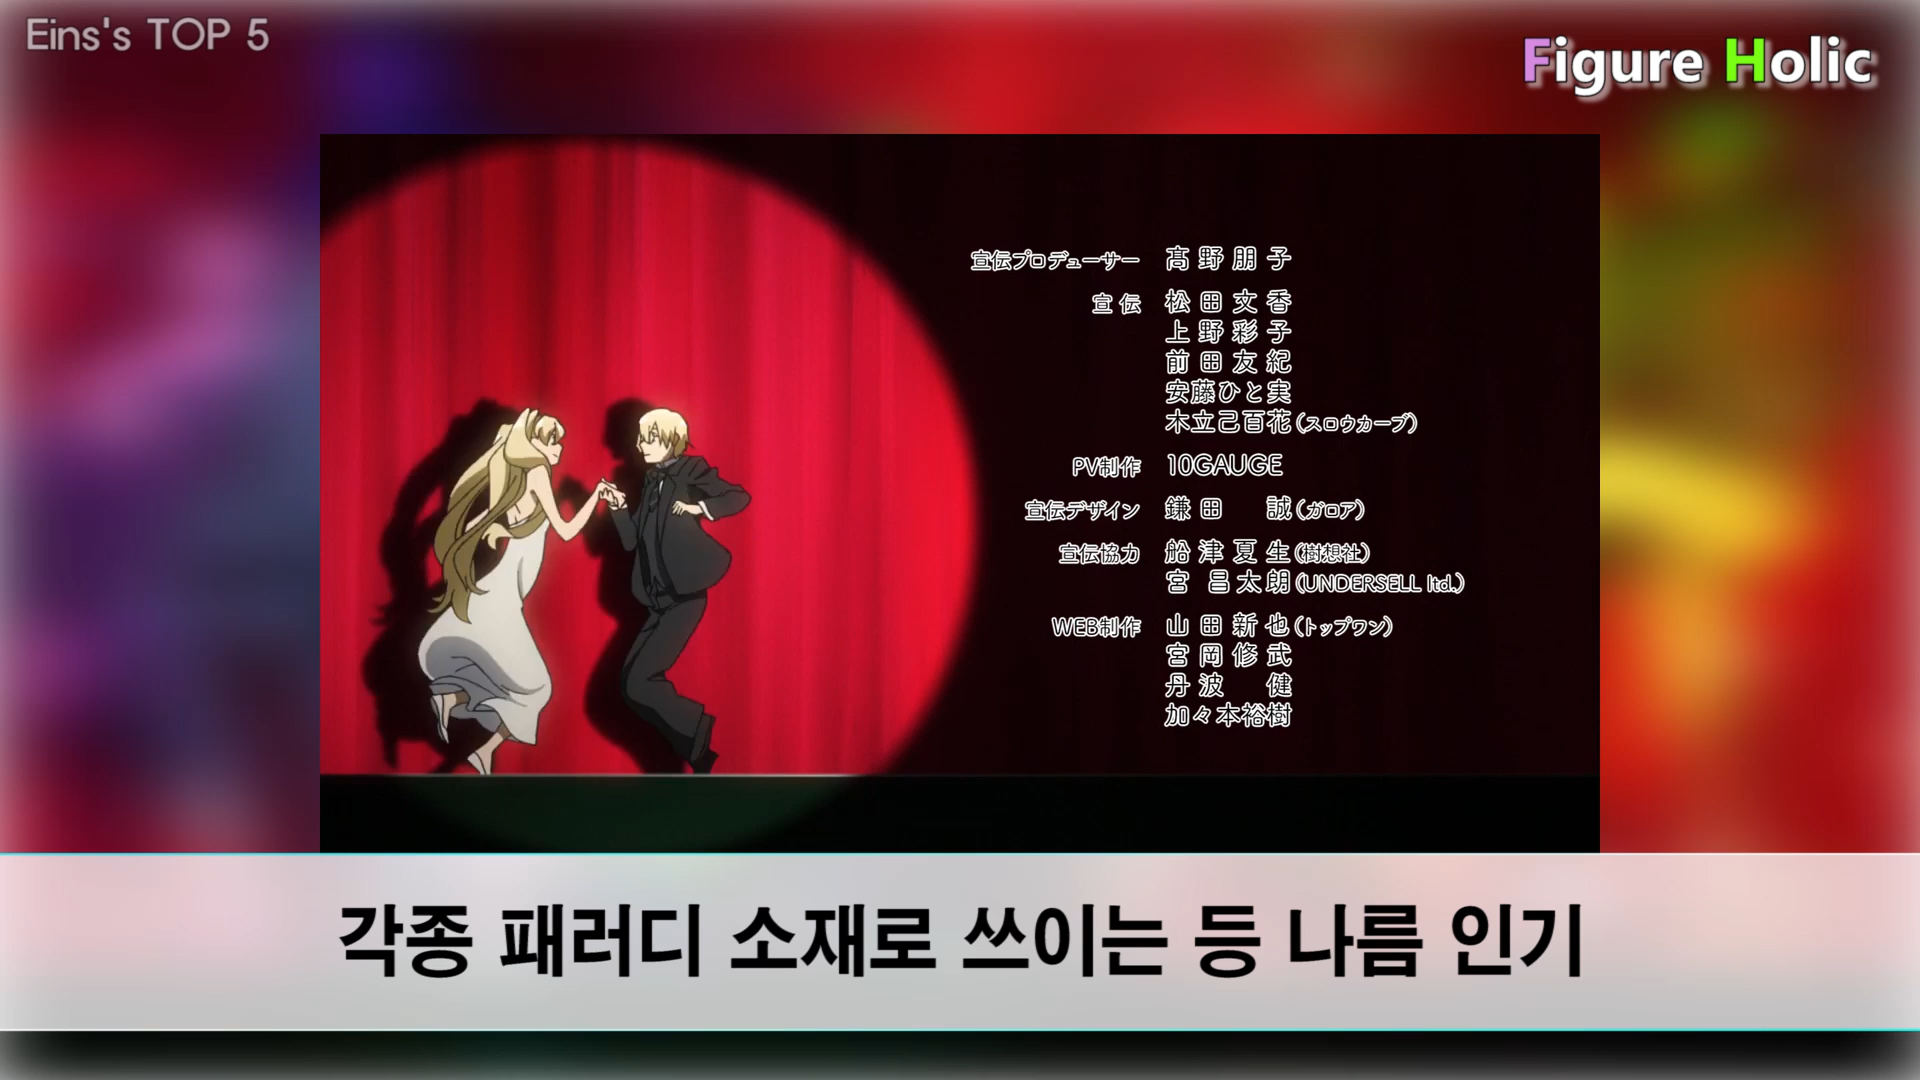 Eins's TOP 5
Figure Holic
宣伝プロデューサー 髙野朋子
宣伝 松田文香
上野彩子
前田友紀
安藤ひと実
木立己百花(スロウカーブ)
PV制作 10GAUGE
宣伝デザイン 鎌田 誠(ガロア)
宣伝協力 船津夏生(樹想社)
宮 昌太朗(UNDERSELL ltd.)
WEB制作 山田新也(トップワン)
宮岡修武
丹波 健
加々本裕樹
각종 패러디 소재로 쓰이는 등 나름 인기